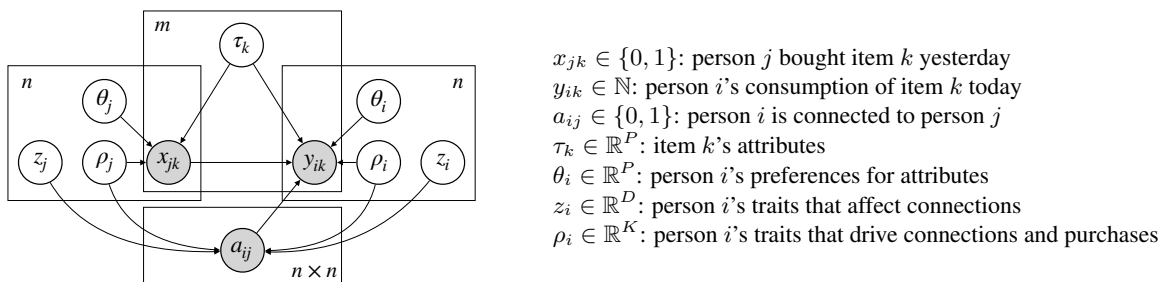 m
τₖ
n
n
θⱼ
θᵢ
zⱼ
ρⱼ
xⱼₖ
yᵢₖ
ρᵢ
zᵢ
aᵢⱼ
n × n
xⱼₖ ∈ {0, 1}: person j bought item k yesterday
yᵢₖ ∈ ℕ: person i's consumption of item k today
aᵢⱼ ∈ {0, 1}: person i is connected to person j
τₖ ∈ ℝᴾ: item k's attributes
θᵢ ∈ ℝᴾ: person i's preferences for attributes
zᵢ ∈ ℝᴰ: person i's traits that affect connections
ρᵢ ∈ ℝᴷ: person i's traits that drive connections and purchases